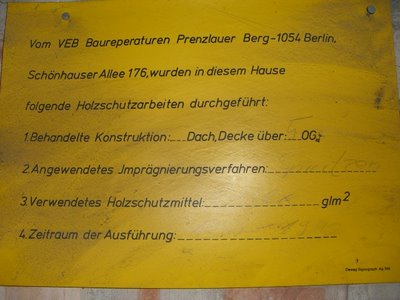 Vom VEB Baureperaturen Prenzlauer Berg-1054 Berlin,
Schönhauser Allee 176, wurden in diesem Hause
folgende Holzschutzarbeiten durchgeführt:
1. Behandelte Konstruktion: Dach, Decke über: OG
2. Angewendetes Jmprägnierungsverfahren:
3. Verwendetes Holzschutzmittel: glm²
4. Zeitraum der Ausführung: